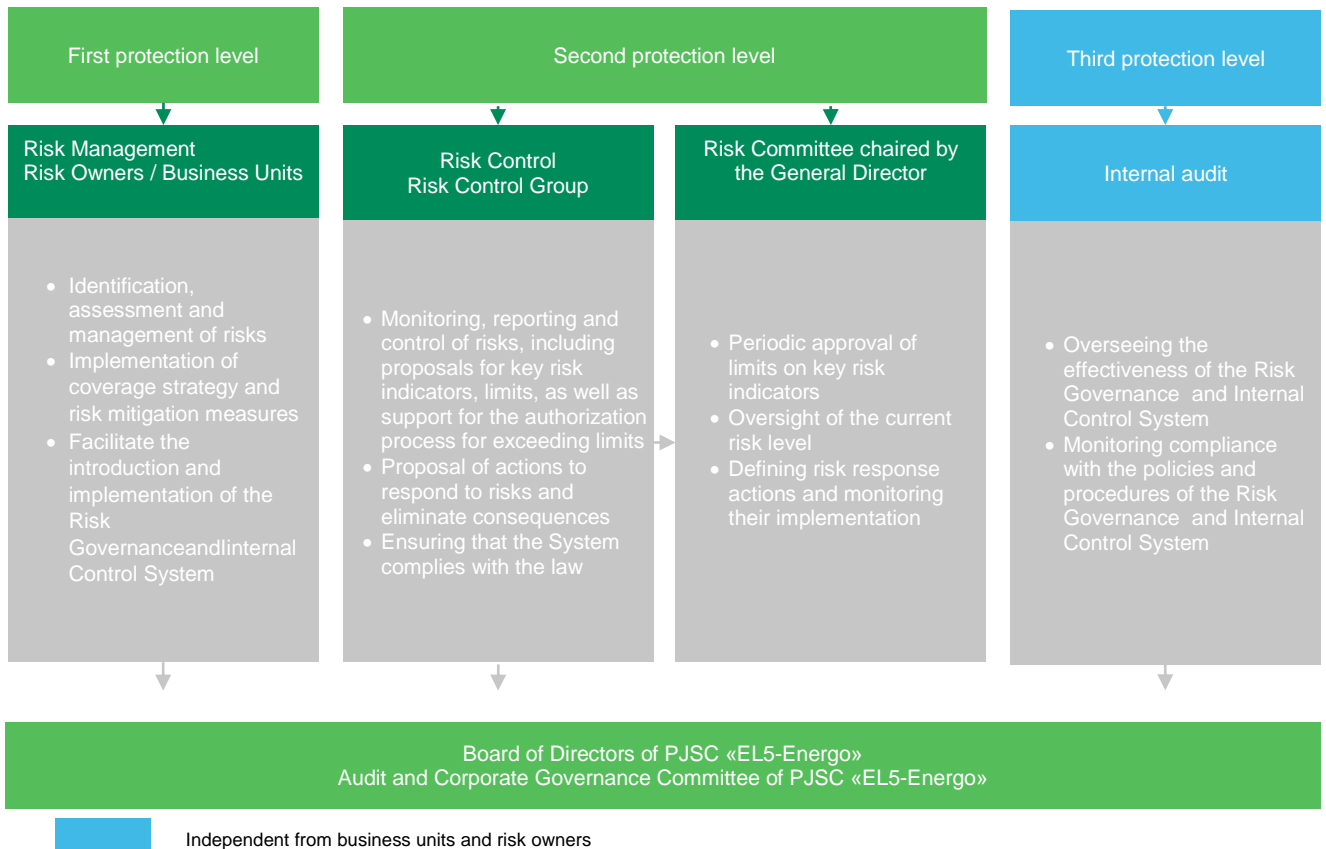 First protection level
Second protection level
Third protection level
Risk Management
Risk Owners / Business Units
Risk Control
Risk Control Group
Risk Committee chaired by
the General Director
Internal audit
• Identification,
assessment and
management of risks
• Implementation of
coverage strategy and
risk mitigation measures
• Facilitate the
introduction and
implementation of the
Risk
GovernanceandIinternal
Control System
• Monitoring, reporting and
control of risks, including
proposals for key risk
indicators, limits, as well as
support for the authorization
process for exceeding limits
• Proposal of actions to
respond to risks and
eliminate consequences
• Ensuring that the System
complies with the law
• Periodic approval of
limits on key risk
indicators
• Oversight of the current
risk level
• Defining risk response
actions and monitoring
their implementation
• Overseeing the
effectiveness of the Risk
Governance and Internal
Control System
• Monitoring compliance
with the policies and
procedures of the Risk
Governance and Internal
Control System
Board of Directors of PJSC «EL5-Energo»
Audit and Corporate Governance Committee of PJSC «EL5-Energo»
Independent from business units and risk owners